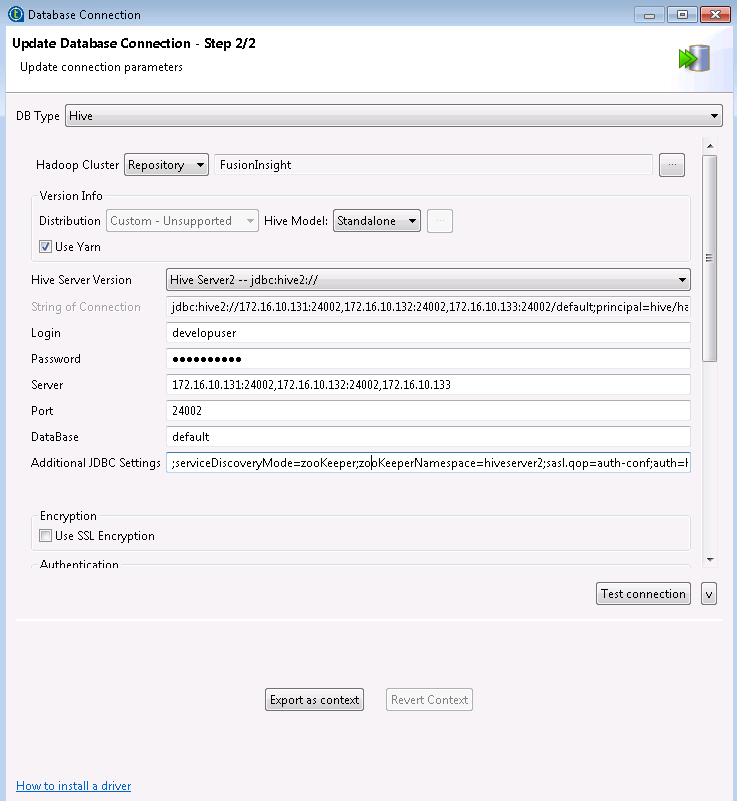 Database Connection
Update Database Connection - Step 2/2
Update connection parameters
DB Type Hive
Hadoop Cluster Repository FusionInsight ...
Version Info
Distribution Custom - Unsupported Hive Model: Standalone ...
Use Yarn
Hive Server Version Hive Server2 -- jdbc:hive2://
String of Connection jdbc:hive2://172.16.10.131:24002,172.16.10.132:24002,172.16.10.133:24002/default;principal=hive/ha
Login developuser
Password ●●●●●●●●●●
Server 172.16.10.131:24002,172.16.10.132:24002,172.16.10.133
Port 24002
DataBase default
Additional JDBC Settings ;serviceDiscoveryMode=zooKeeper;zooKeeperNamespace=hiveserver2;sasl.qop=auth-conf;auth=
Encryption
Use SSL Encryption
Authentication
Test connection v
Export as context Revert Context
How to install a driver